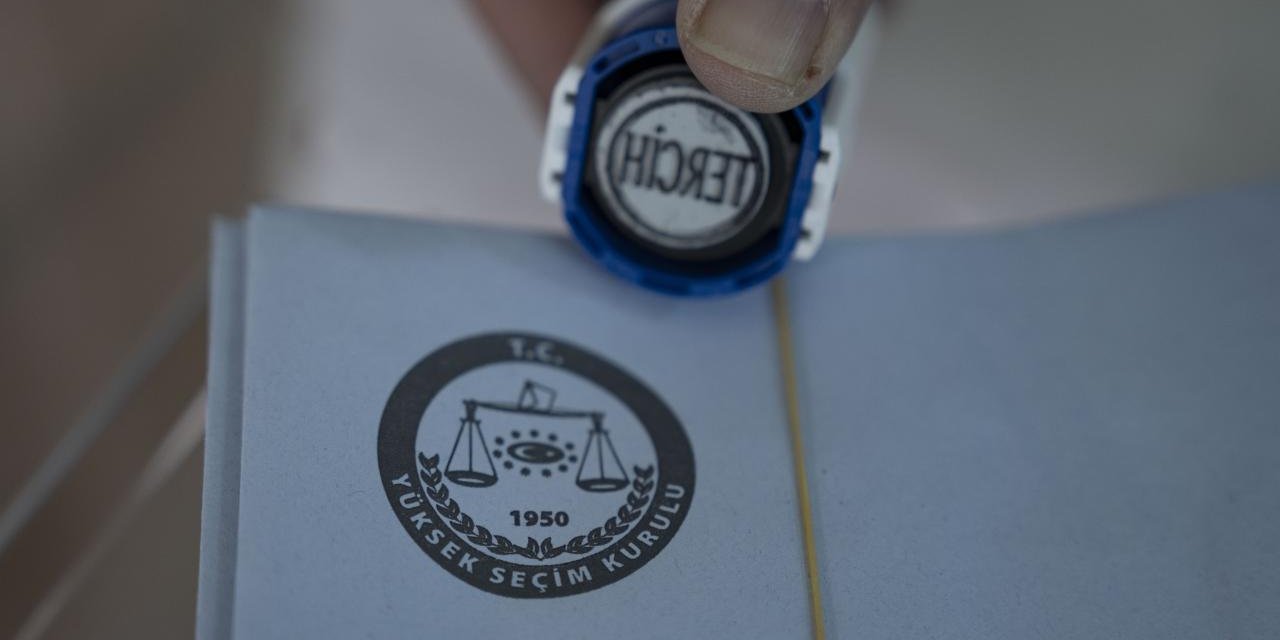 TERCİH
T.C.
1950
YÜKSEK SEÇİM KURULU